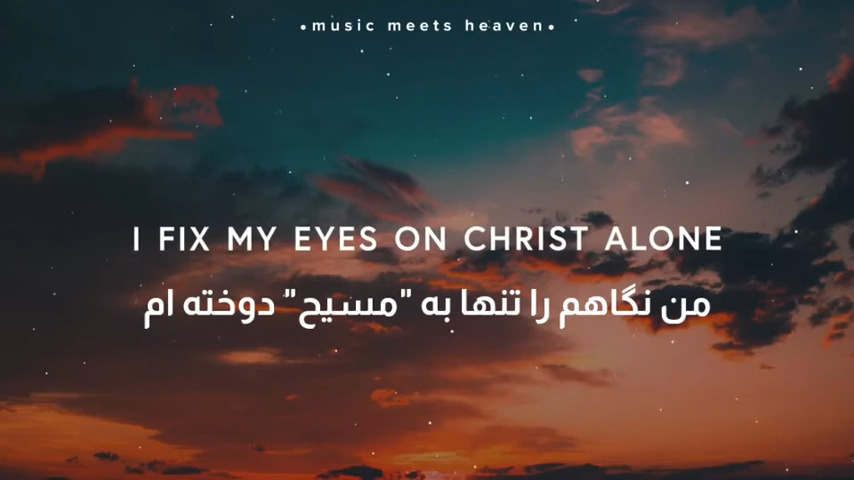 •music meets heaven•
I FIX MY EYES ON CHRIST ALONE
من نگاهم را تنها به "مسیح" دوخته ام